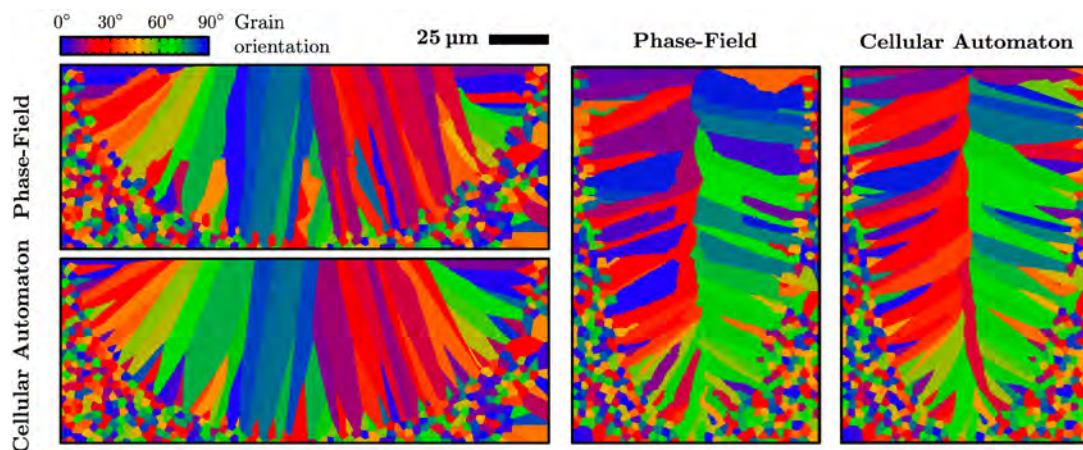 0° 30° 60° 90° Grain
orientation
25 µm
Phase-Field
Cellular Automaton
Phase-Field
Cellular Automaton